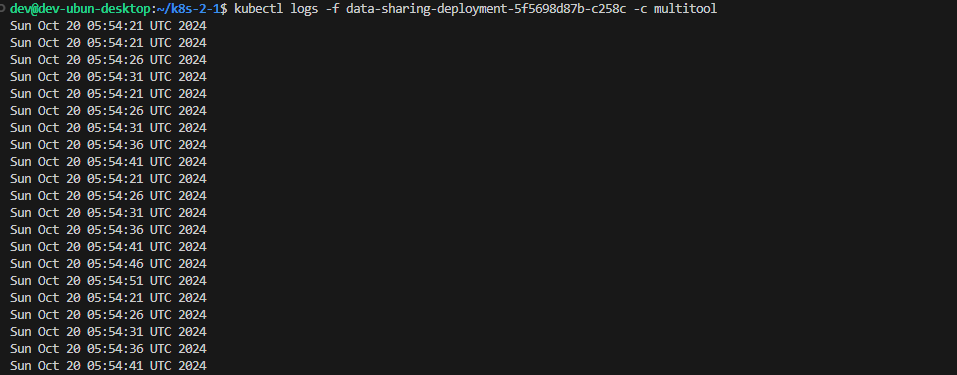 dev@dev-ubun-desktop:~/k8s-2-1$ kubectl logs -f data-sharing-deployment-5f5698d87b-c258c -c multitool
Sun Oct 20 05:54:21 UTC 2024
Sun Oct 20 05:54:21 UTC 2024
Sun Oct 20 05:54:26 UTC 2024
Sun Oct 20 05:54:31 UTC 2024
Sun Oct 20 05:54:21 UTC 2024
Sun Oct 20 05:54:26 UTC 2024
Sun Oct 20 05:54:31 UTC 2024
Sun Oct 20 05:54:36 UTC 2024
Sun Oct 20 05:54:41 UTC 2024
Sun Oct 20 05:54:21 UTC 2024
Sun Oct 20 05:54:26 UTC 2024
Sun Oct 20 05:54:31 UTC 2024
Sun Oct 20 05:54:36 UTC 2024
Sun Oct 20 05:54:41 UTC 2024
Sun Oct 20 05:54:46 UTC 2024
Sun Oct 20 05:54:51 UTC 2024
Sun Oct 20 05:54:21 UTC 2024
Sun Oct 20 05:54:26 UTC 2024
Sun Oct 20 05:54:31 UTC 2024
Sun Oct 20 05:54:36 UTC 2024
Sun Oct 20 05:54:41 UTC 2024